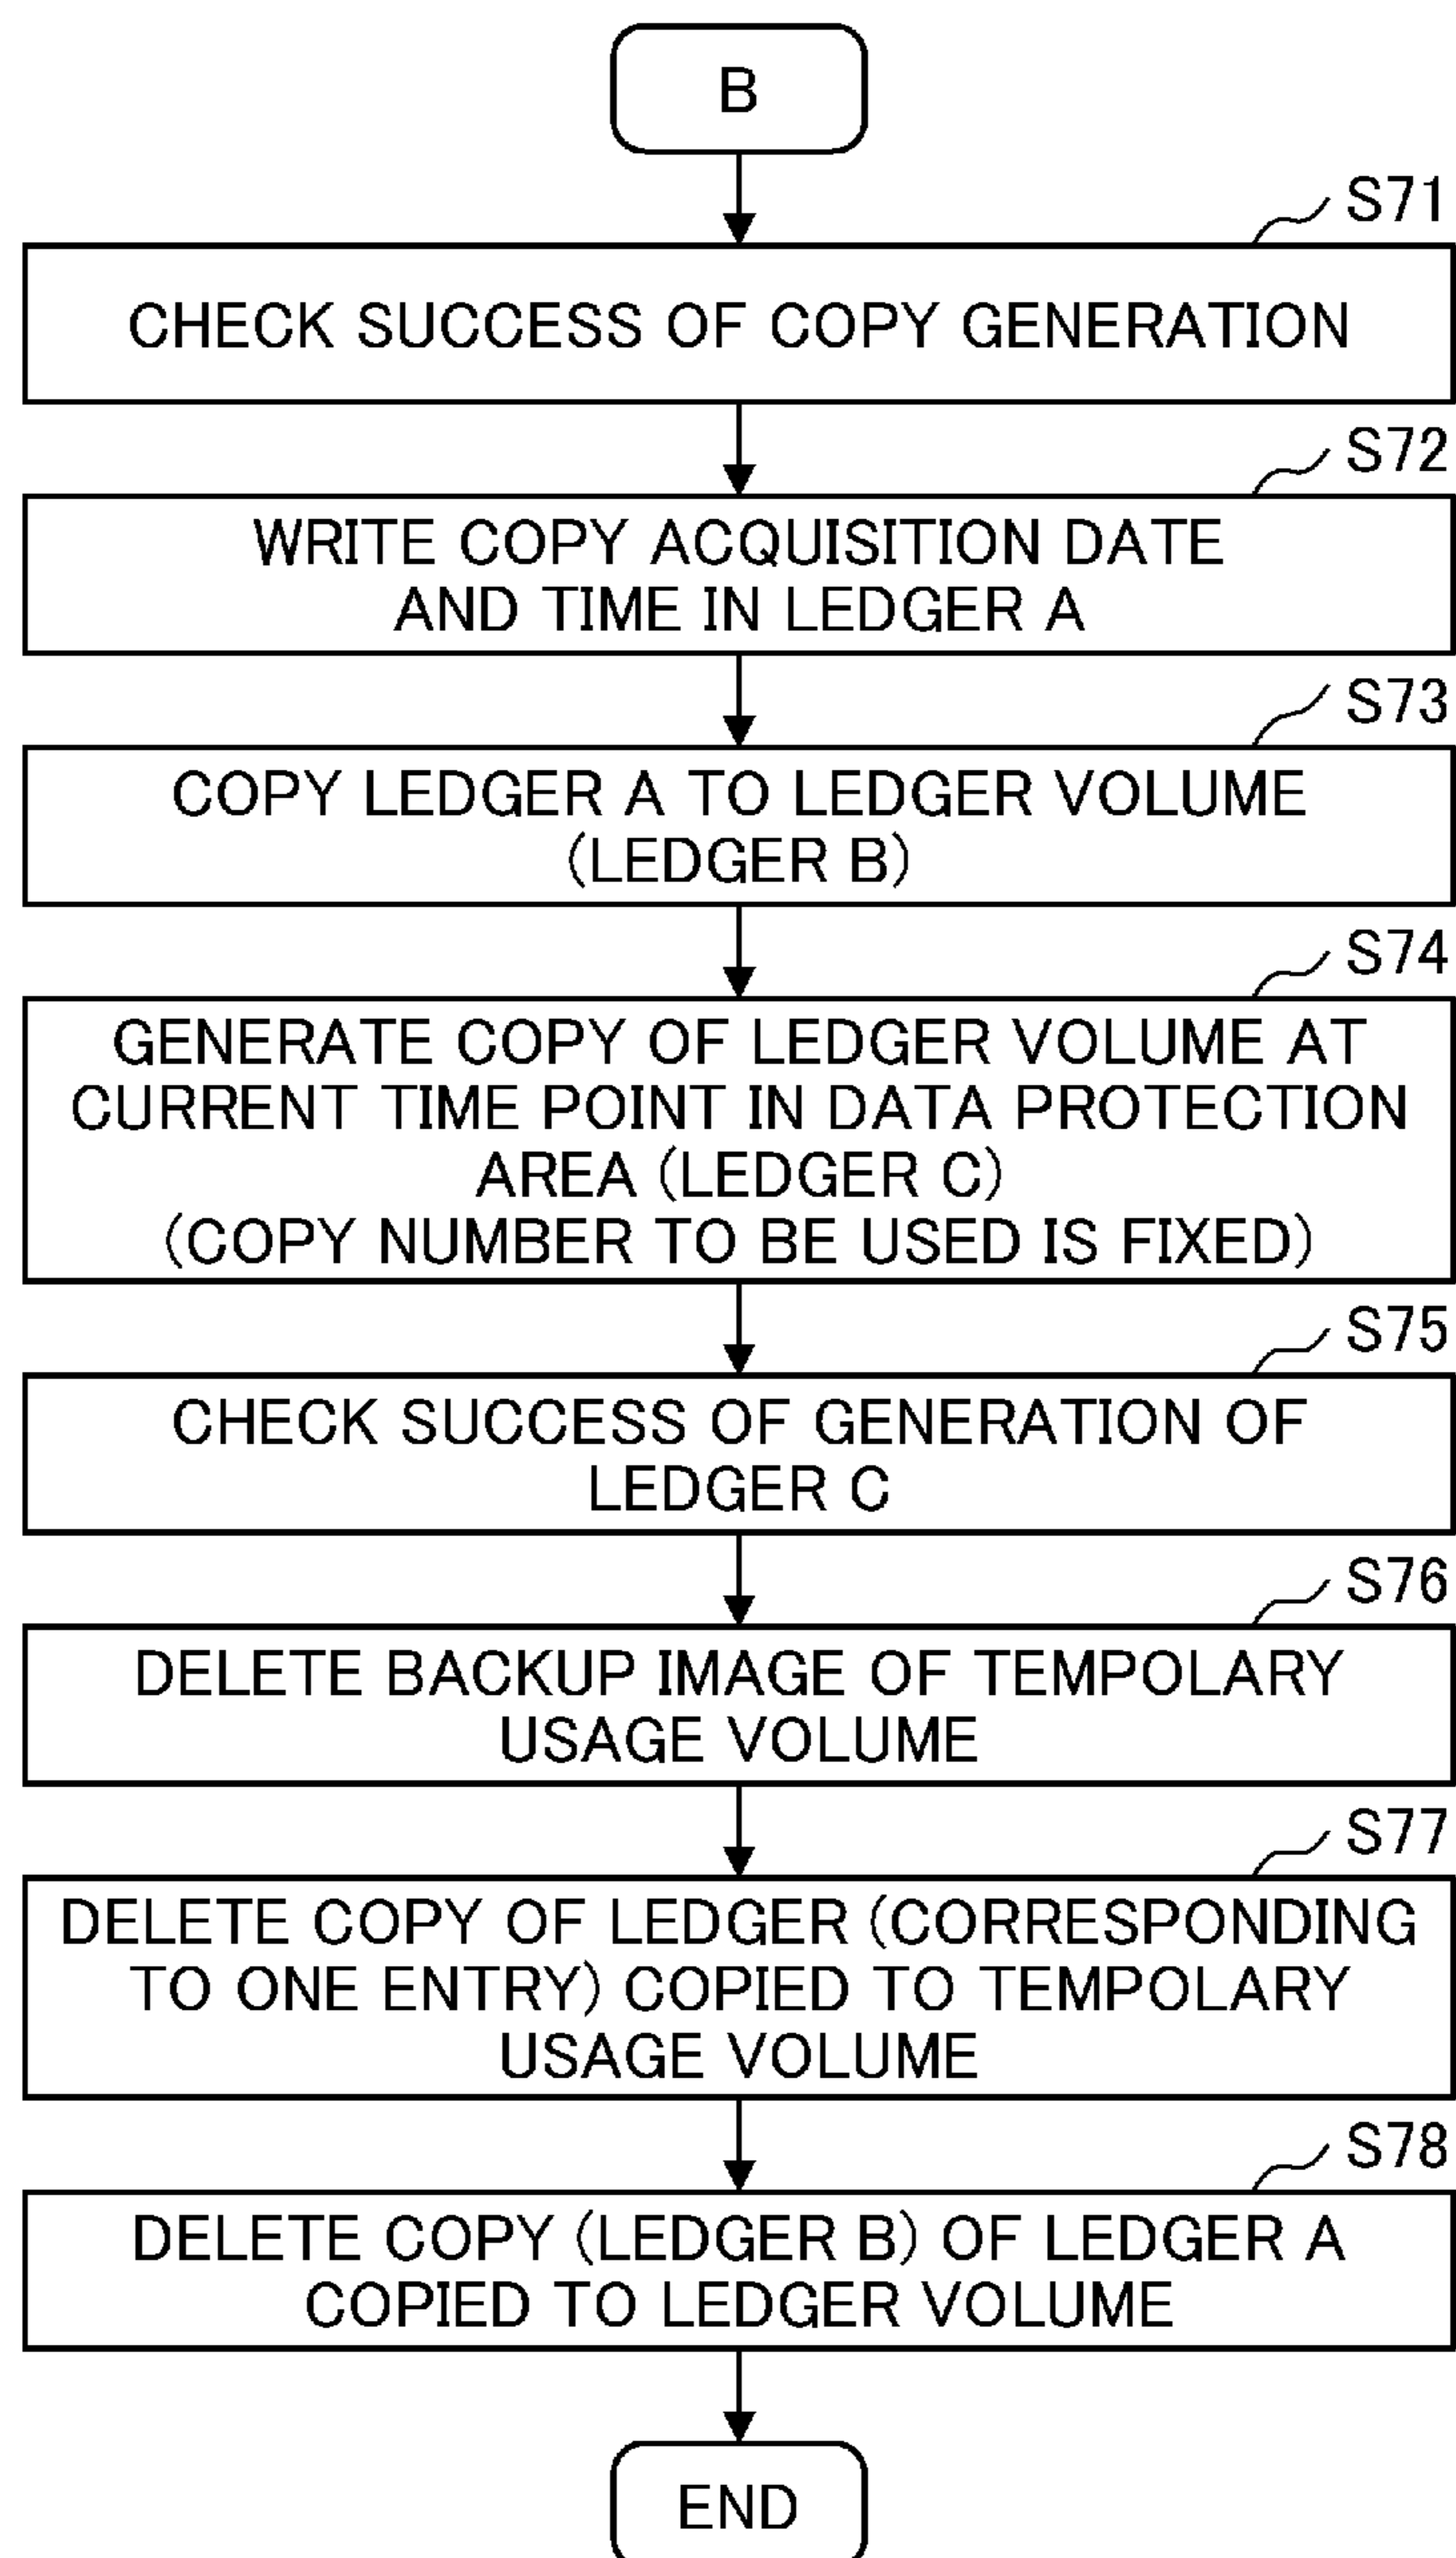 B
S71
CHECK SUCCESS OF COPY GENERATION
S72
WRITE COPY ACQUISITION DATE
AND TIME IN LEDGER A
S73
COPY LEDGER A TO LEDGER VOLUME
(LEDGER B)
S74
GENERATE COPY OF LEDGER VOLUME AT
CURRENT TIME POINT IN DATA PROTECTION
AREA (LEDGER C)
(COPY NUMBER TO BE USED IS FIXED)
S75
CHECK SUCCESS OF GENERATION OF
LEDGER C
S76
DELETE BACKUP IMAGE OF TEMPOLARY
USAGE VOLUME
S77
DELETE COPY OF LEDGER (CORRESPONDING
TO ONE ENTRY) COPIED TO TEMPOLARY
USAGE VOLUME
S78
DELETE COPY (LEDGER B) OF LEDGER A
COPIED TO LEDGER VOLUME
END